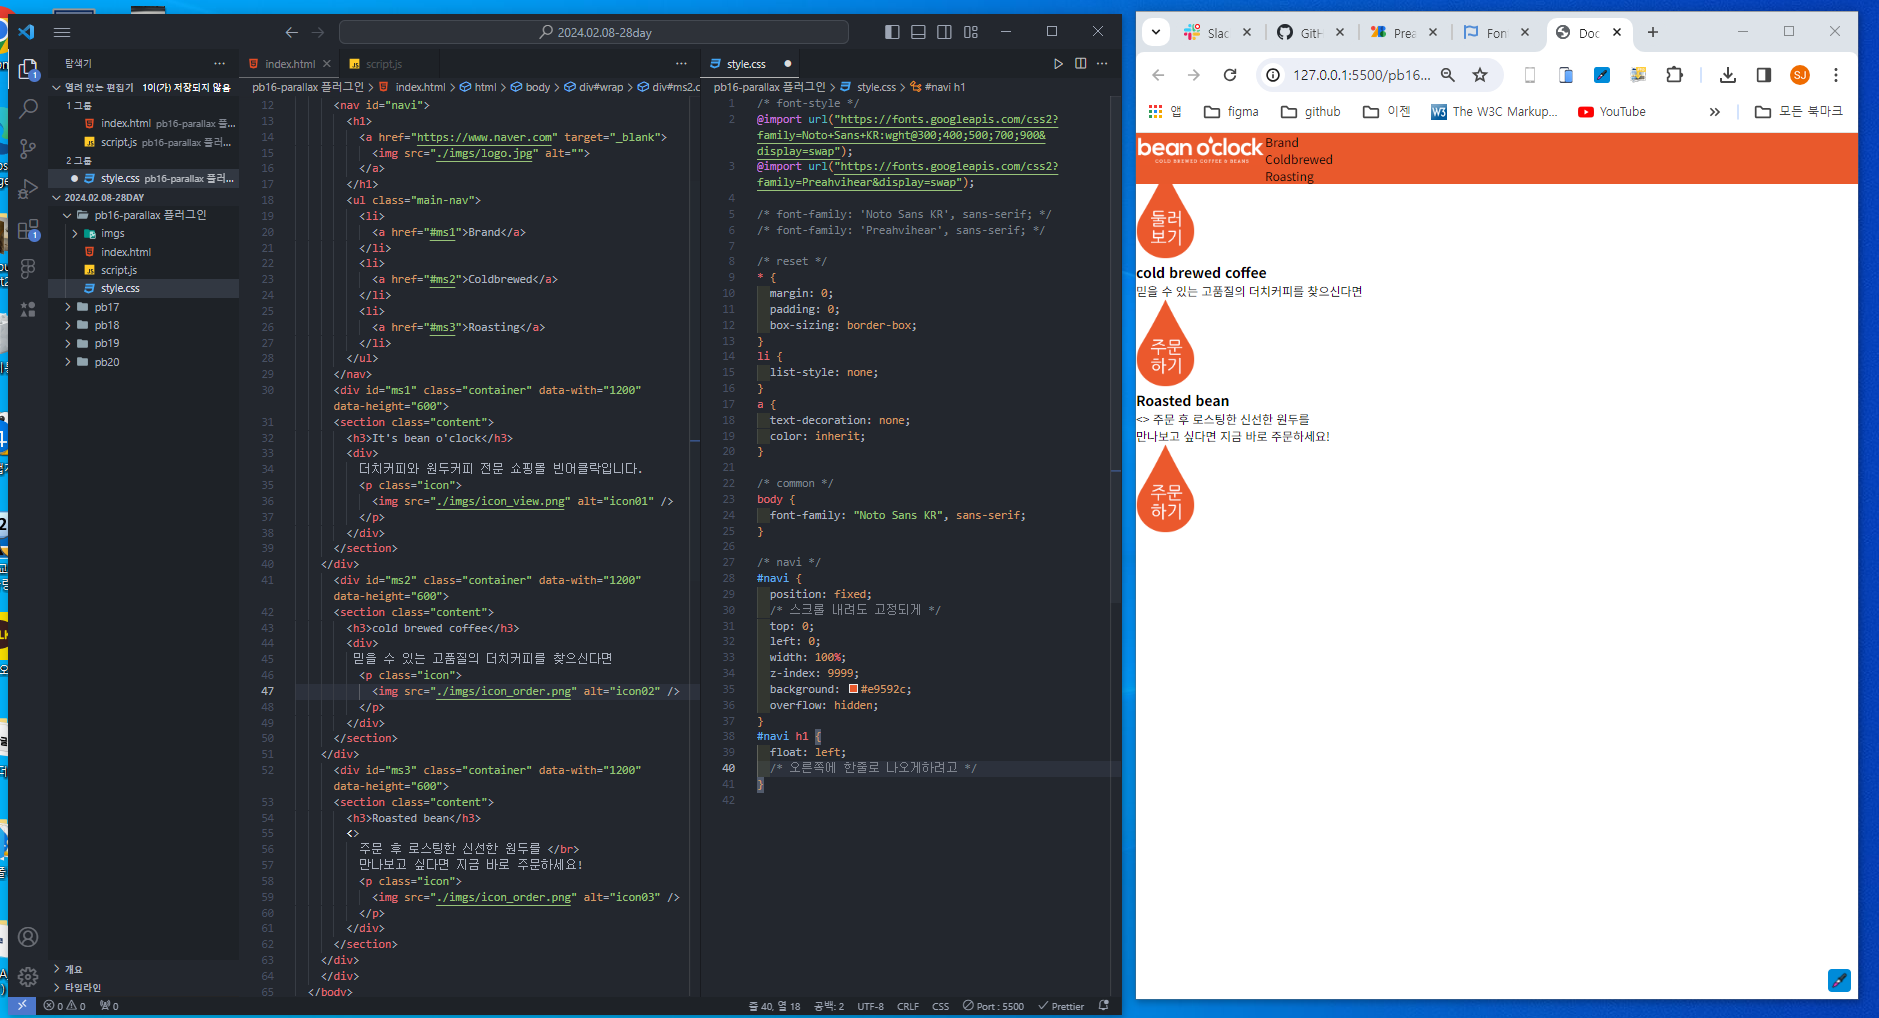 2024.02.08-28day
탐색기
열려 있는 편집기 1이(가) 저장되지 않음
1 그룹
index.html pb16-parallax 플...
script.js pb16-parallax 플러...
2 그룹
style.css pb16-parallax 플러...
2024.02.08-28DAY
pb16-parallax 플러그인
imgs
index.html
script.js
style.css
pb17
pb18
pb19
pb20
개요
타임라인
index.html
script.js
pb16-parallax 플러그인 > index.html > html > body > div#wrap > div#ms2.c
12 <nav id="navi">
13 <h1>
14 <a href="https://www.naver.com" target="_blank">
15 <img src="./imgs/logo.jpg" alt="">
16 </a>
17 </h1>
18 <ul class="main-nav">
19 <li>
20 <a href="#ms1">Brand</a>
21 </li>
22 <li>
23 <a href="#ms2">Coldbrewed</a>
24 </li>
25 <li>
26 <a href="#ms3">Roasting</a>
27 </li>
28 </ul>
29 </nav>
30 <div id="ms1" class="container" data-with="1200"
data-height="600">
31 <section class="content">
32 <h3>It's bean o'clock</h3>
33 <div>
34 더치커피와 원두커피 전문 쇼핑몰 빈어클락입니다.
35 <p class="icon">
36 <img src="./imgs/icon_view.png" alt="icon01" />
37 </p>
38 </div>
39 </section>
40 </div>
41 <div id="ms2" class="container" data-with="1200"
data-height="600">
42 <section class="content">
43 <h3>cold brewed coffee</h3>
44 <div>
45 믿을 수 있는 고품질의 더치커피를 찾으신다면
46 <p class="icon">
47 <img src="./imgs/icon_order.png" alt="icon02" />
48 </p>
49 </div>
50 </section>
51 </div>
52 <div id="ms3" class="container" data-with="1200"
data-height="600">
53 <section class="content">
54 <h3>Roasted bean</h3>
55 <>
56 주문 후 로스팅한 신선한 원두를 </br>
57 만나보고 싶다면 지금 바로 주문하세요!
58 <p class="icon">
59 <img src="./imgs/icon_order.png" alt="icon03" />
60 </p>
61 </div>
62 </section>
63 </div>
64 </div>
65 </body>
style.css
pb16-parallax 플러그인 > style.css > #navi h1
1 /* font-style */
2 @import url("https://fonts.googleapis.com/css2?
family=Noto+Sans+KR:wght@300;400;500;700;900&
display=swap");
3 @import url("https://fonts.googleapis.com/css2?
family=Preahvihear&display=swap");
4
5 /* font-family: 'Noto Sans KR', sans-serif; */
6 /* font-family: 'Preahvihear', sans-serif; */
7
8 /* reset */
9 * {
10 margin: 0;
11 padding: 0;
12 box-sizing: border-box;
13 }
14 li {
15 list-style: none;
16 }
17 a {
18 text-decoration: none;
19 color: inherit;
20 }
21
22 /* common */
23 body {
24 font-family: "Noto Sans KR", sans-serif;
25 }
26
27 /* navi */
28 #navi {
29 position: fixed;
30 /* 스크롤 내려도 고정되게 */
31 top: 0;
32 left: 0;
33 width: 100%;
34 z-index: 9999;
35 background: #e9592c;
36 overflow: hidden;
37 }
38 #navi h1 {
39 float: left;
40 /* 오른쪽에 한줄로 나오게하려고 */
41 }
42
0 0 0
줄 40, 열 18 공백: 2 UTF-8 CRLF CSS Port : 5500 Prettier
Slac
GitH
Prea
Fon
Doc
127.0.0.1:5500/pb16...
SJ
앱 figma github 이젠 The W3C Markup... YouTube 모든 북마크
bean o'clock
COLD BREWED COFFEE & BEANS
Brand
Coldbrewed
Roasting
둘러
보기
cold brewed coffee
믿을 수 있는 고품질의 더치커피를 찾으신다면
주문
하기
Roasted bean
<> 주문 후 로스팅한 신선한 원두를
만나보고 싶다면 지금 바로 주문하세요!
주문
하기